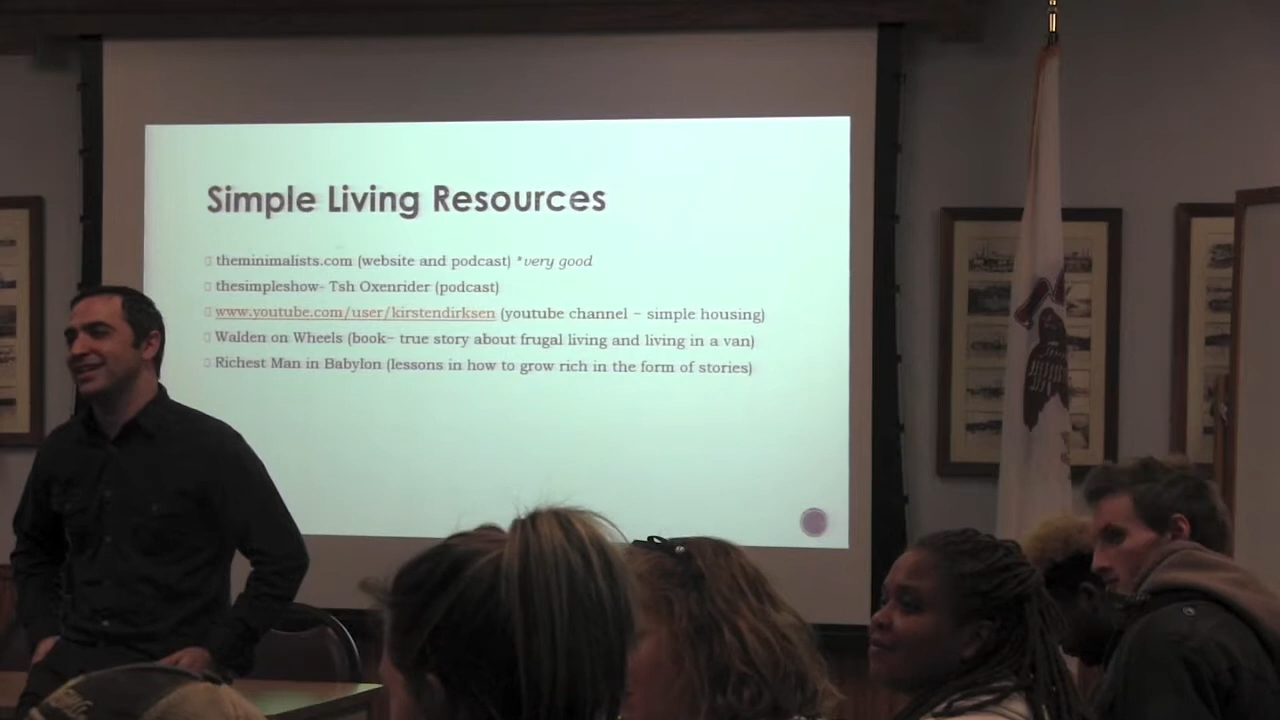 Simple Living Resources
theminimalists.com (website and podcast) *very good
thesimpleshow- Tsh Oxenrider (podcast)
www.youtube.com/user/kirstendirksen (youtube channel – simple housing)
Walden on Wheels (book– true story about frugal living and living in a van)
Richest Man in Babylon (lessons in how to grow rich in the form of stories)